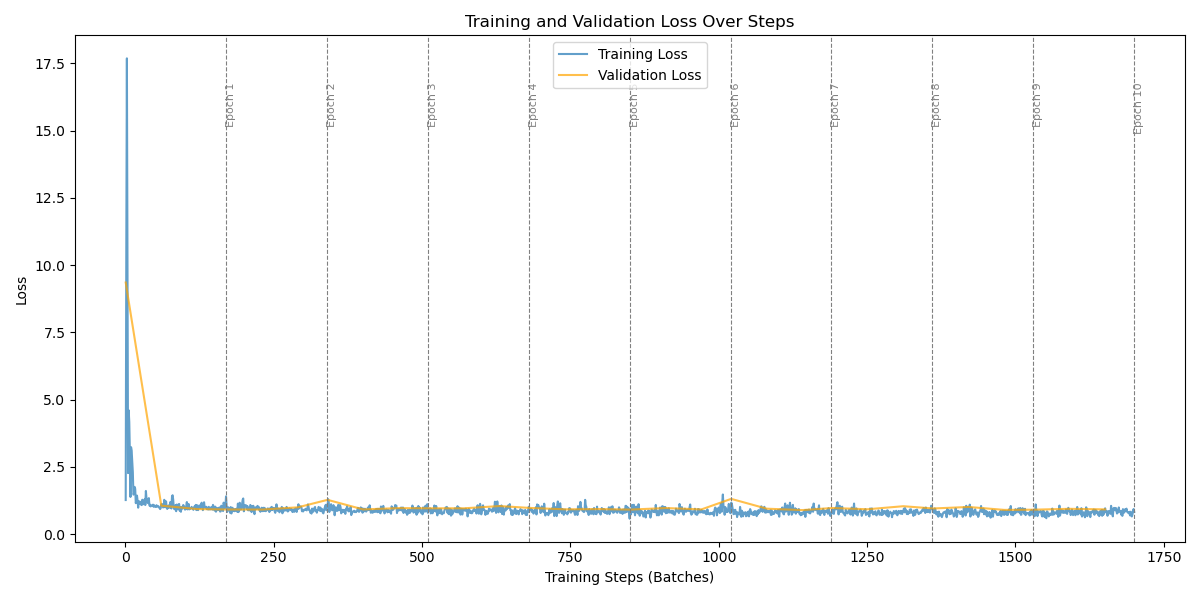 Training and Validation Loss Over Steps
Training Loss
Validation Loss
Epoch 1
Epoch 2
Epoch 3
Epoch 4
Epoch 5
Epoch 6
Epoch 7
Epoch 8
Epoch 9
Epoch 10
Loss
17.5
15.0
12.5
10.0
7.5
5.0
2.5
0.0
0
250
500
750
1000
1250
1500
1750
Training Steps (Batches)